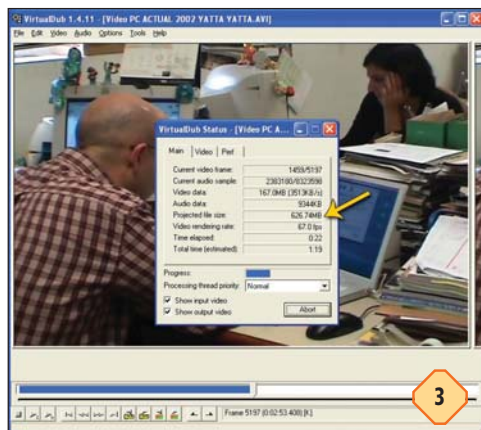 VirtualDub 1.4.11 - [Video PC ACTUAL 2002 YATTA YATTA.AVI]
File Edit Video Audio Options Tools Help
VirtualDub Status - [Video PC A...
Main Video Perf
Current video frame: 1459/5197
Current audio sample: 2383180/8323598
Video data: 167.0MB (3513KB/s)
Audio data: 9344KB
Projected file size: 626.74MB
Video rendering rate: 67.0 fps
Time elapsed: 0:22
Total time (estimated): 1:19
Progress:
Processing thread priority: Normal
Show input video
Show output video
Abort
Frame 5197 (0:02:53.408) [K]
3